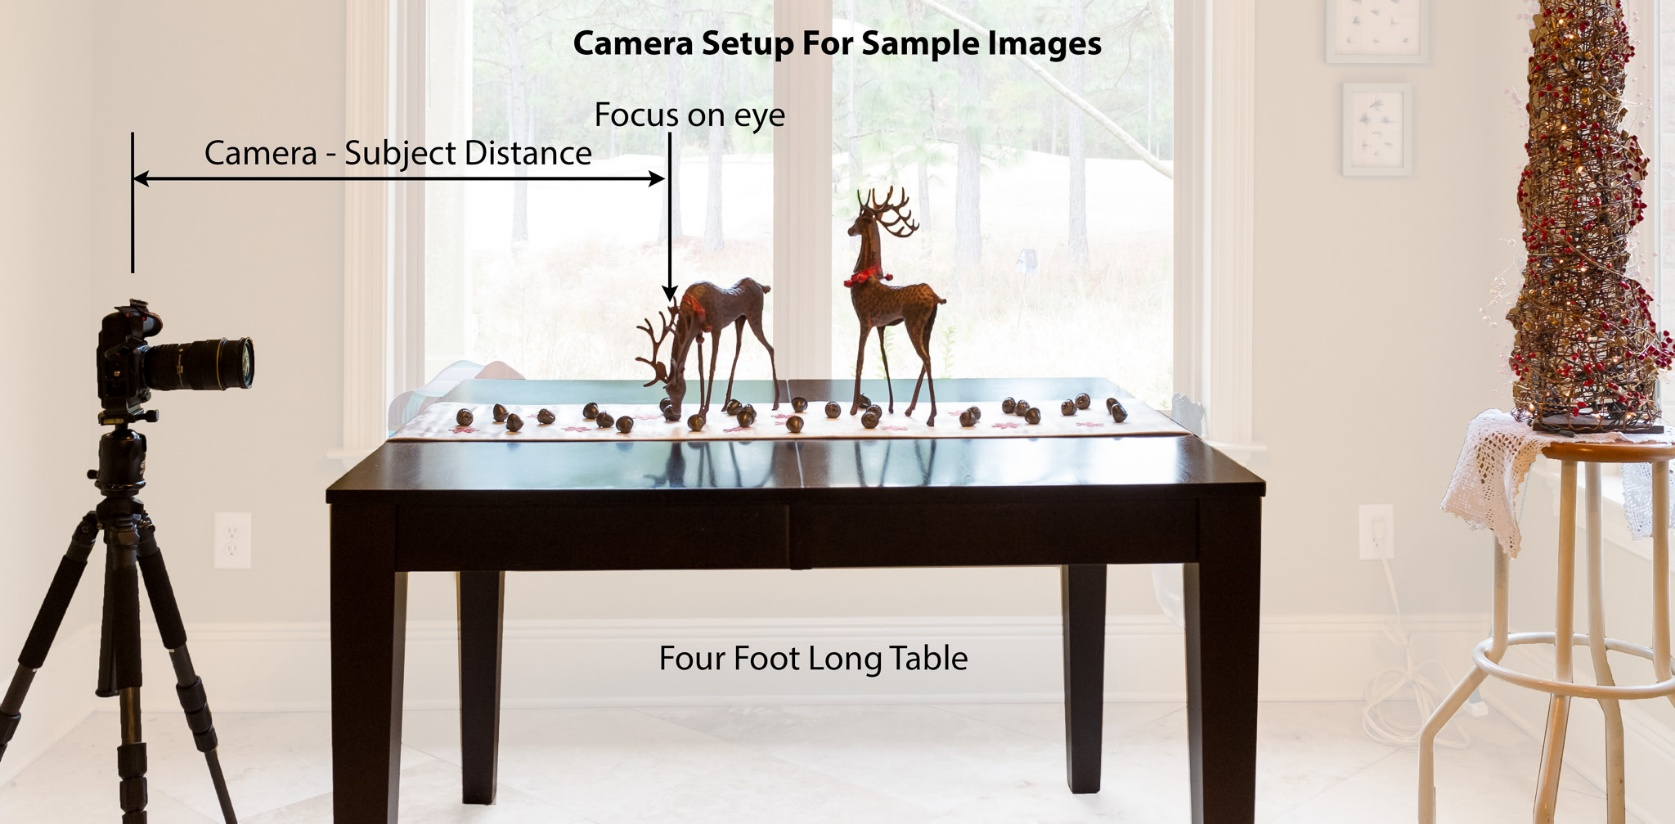 Camera Setup For Sample Images
Focus on eye
Camera - Subject Distance
Four Foot Long Table